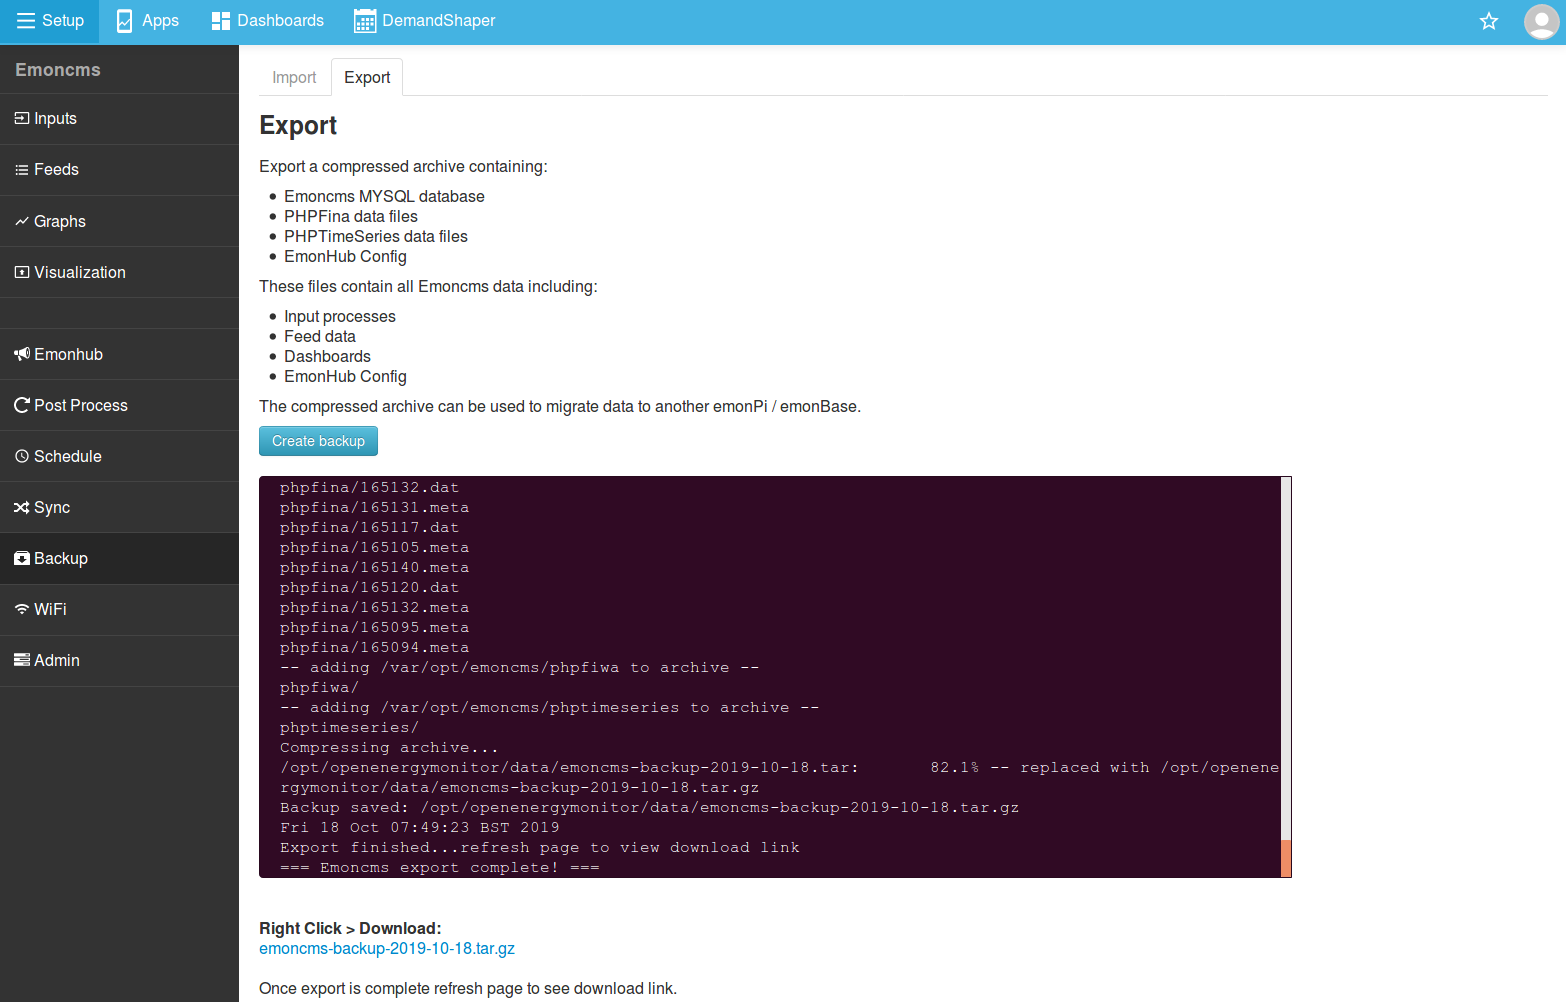 Setup Apps Dashboards DemandShaper
Emoncms
Inputs
Feeds
Graphs
Visualization
Emonhub
Post Process
Schedule
Sync
Backup
WiFi
Admin
Import Export
Export
Export a compressed archive containing:
Emoncms MYSQL database
PHPFina data files
PHPTimeSeries data files
EmonHub Config
These files contain all Emoncms data including:
Input processes
Feed data
Dashboards
EmonHub Config
The compressed archive can be used to migrate data to another emonPi / emonBase.
Create backup
phpfina/165132.dat
phpfina/165131.meta
phpfina/165117.dat
phpfina/165105.meta
phpfina/165140.meta
phpfina/165120.dat
phpfina/165132.meta
phpfina/165095.meta
phpfina/165094.meta
-- adding /var/opt/emoncms/phpfiwa to archive --
phpfiwa/
-- adding /var/opt/emoncms/phptimeseries to archive --
phptimeseries/
Compressing archive...
/opt/openenergymonitor/data/emoncms-backup-2019-10-18.tar: 82.1% -- replaced with /opt/openene
rgymonitor/data/emoncms-backup-2019-10-18.tar.gz
Backup saved: /opt/openenergymonitor/data/emoncms-backup-2019-10-18.tar.gz
Fri 18 Oct 07:49:23 BST 2019
Export finished...refresh page to view download link
=== Emoncms export complete! ===
Right Click > Download:
emoncms-backup-2019-10-18.tar.gz
Once export is complete refresh page to see download link.